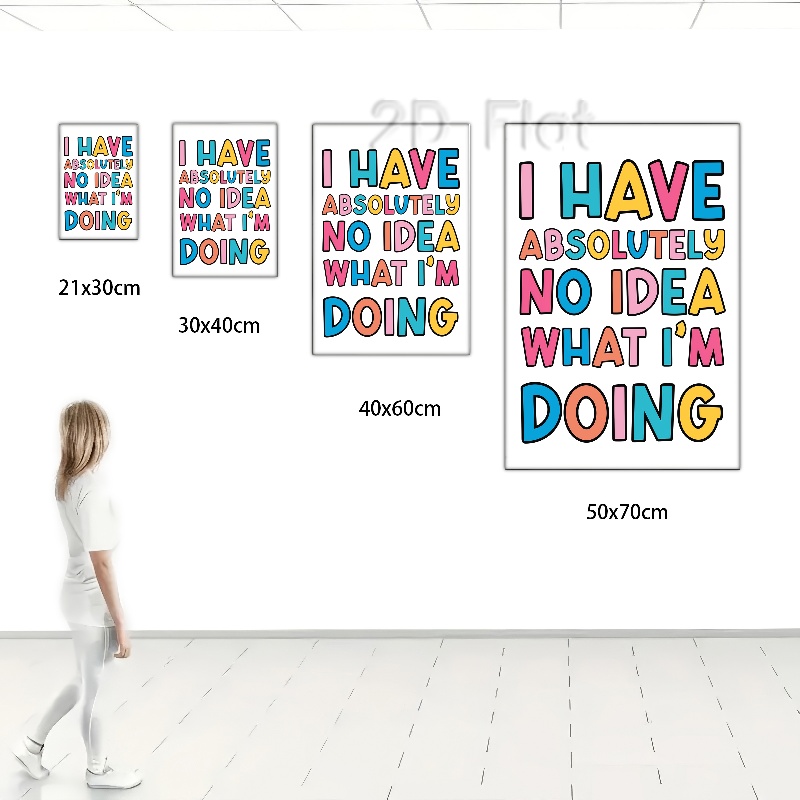 2D Flat
I HAVE
ABSOLUTELY
NO IDEA
WHAT I'M
DOING
21x30cm
I HAVE
ABSOLUTELY
NO IDEA
WHAT I'M
DOING
30x40cm
I HAVE
ABSOLUTELY
NO IDEA
WHAT I'M
DOING
40x60cm
I HAVE
ABSOLUTELY
NO IDEA
WHAT I'M
DOING
50x70cm